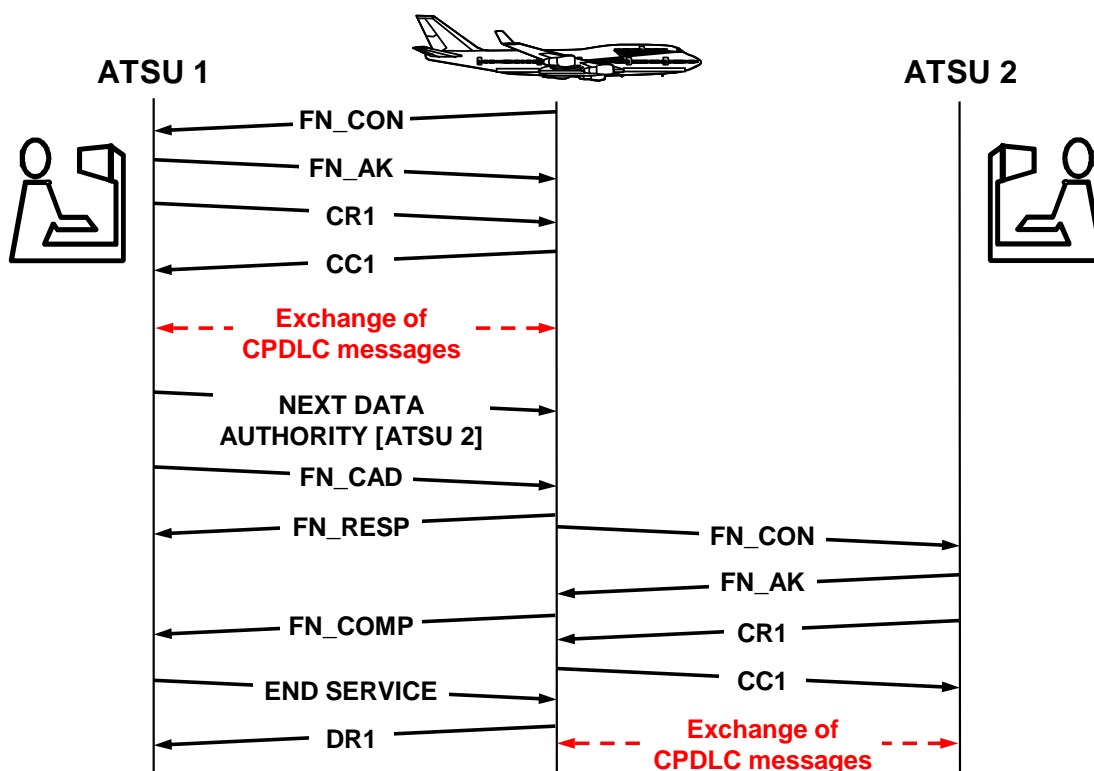 ATSU 1
ATSU 2
FN_CON
FN_AK
CR1
CC1
Exchange of
CPDLC messages
NEXT DATA
AUTHORITY [ATSU 2]
FN_CAD
FN_RESP
FN_CON
FN_AK
FN_COMP
CR1
CC1
END SERVICE
DR1
Exchange of
CPDLC messages